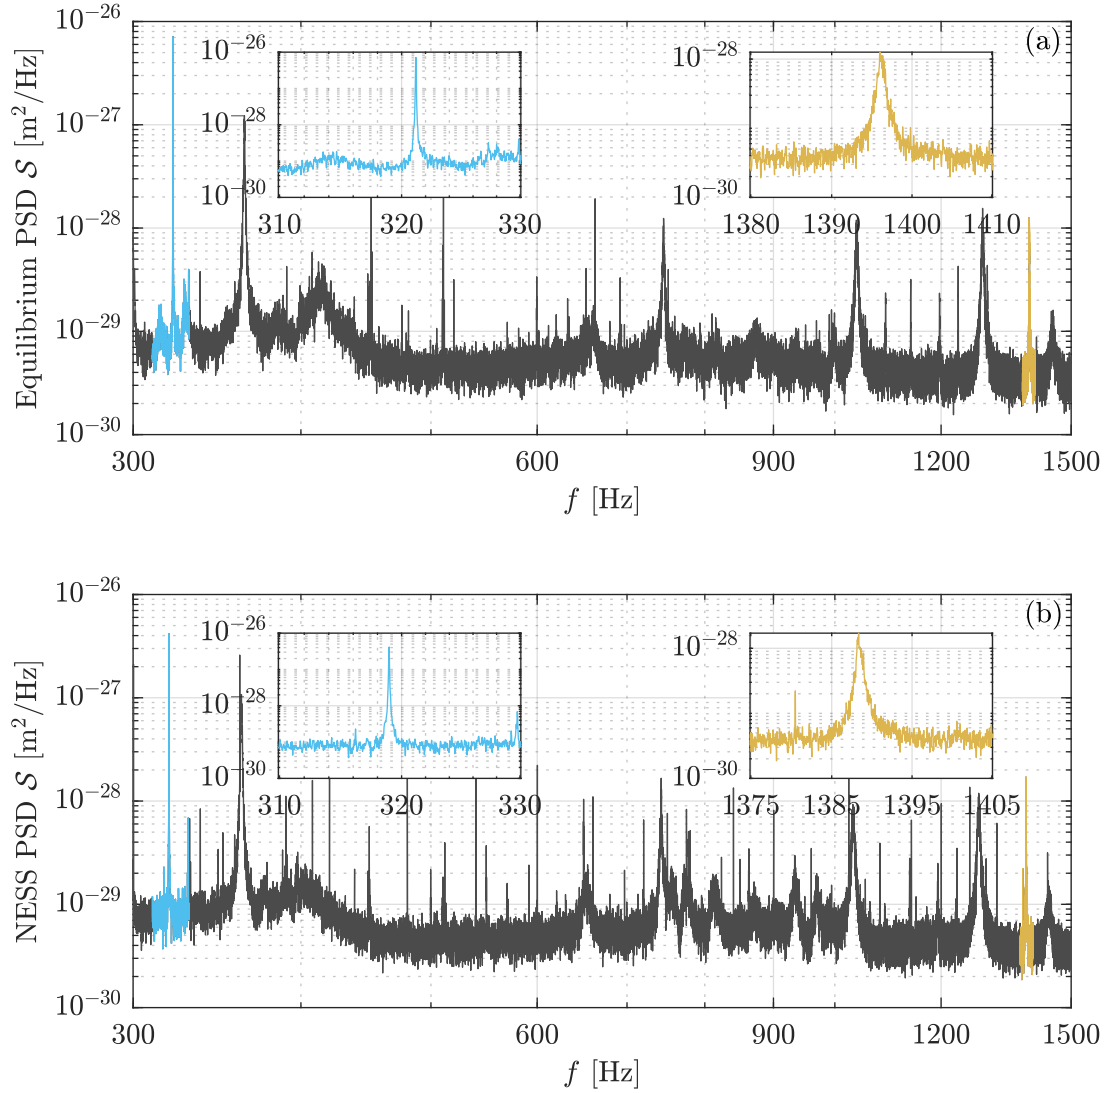 (a)
Equilibrium PSD 𝒮 [m²/Hz]
10⁻²⁶
10⁻²⁷
10⁻²⁸
10⁻²⁹
10⁻³⁰
10⁻²⁶
10⁻²⁸
10⁻³⁰
310 320 330
10⁻²⁸
10⁻³⁰
1380 1390 1400 1410
300 600 900 1200 1500
f [Hz]
(b)
NESS PSD 𝒮 [m²/Hz]
10⁻²⁶
10⁻²⁷
10⁻²⁸
10⁻²⁹
10⁻³⁰
10⁻²⁶
10⁻²⁸
10⁻³⁰
310 320 330
10⁻²⁸
10⁻³⁰
1375 1385 1395 1405
300 600 900 1200 1500
f [Hz]